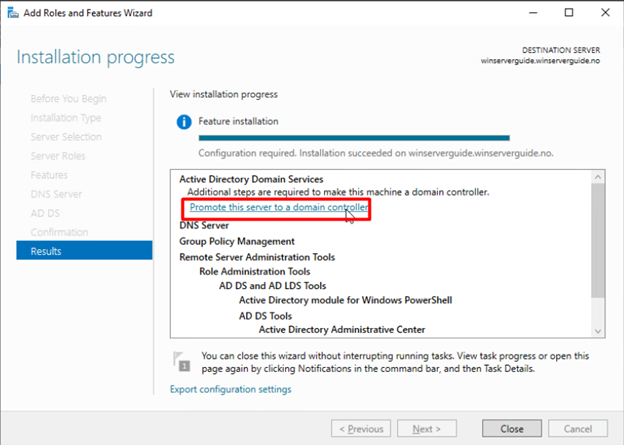 Add Roles and Features Wizard
Installation progress
DESTINATION SERVER
winserverguide.winserverguide.no
Before You Begin
Installation Type
Server Selection
Server Roles
Features
DNS Server
AD DS
Confirmation
Results
View installation progress
Feature installation
Configuration required. Installation succeeded on winserverguide.winserverguide.no.
Active Directory Domain Services
Additional steps are required to make this machine a domain controller.
Promote this server to a domain controller
DNS Server
Group Policy Management
Remote Server Administration Tools
Role Administration Tools
AD DS and AD LDS Tools
Active Directory module for Windows PowerShell
AD DS Tools
Active Directory Administrative Center
1
You can close this wizard without interrupting running tasks. View task progress or open this
page again by clicking Notifications in the command bar, and then Task Details.
Export configuration settings
< Previous
Next >
Close
Cancel